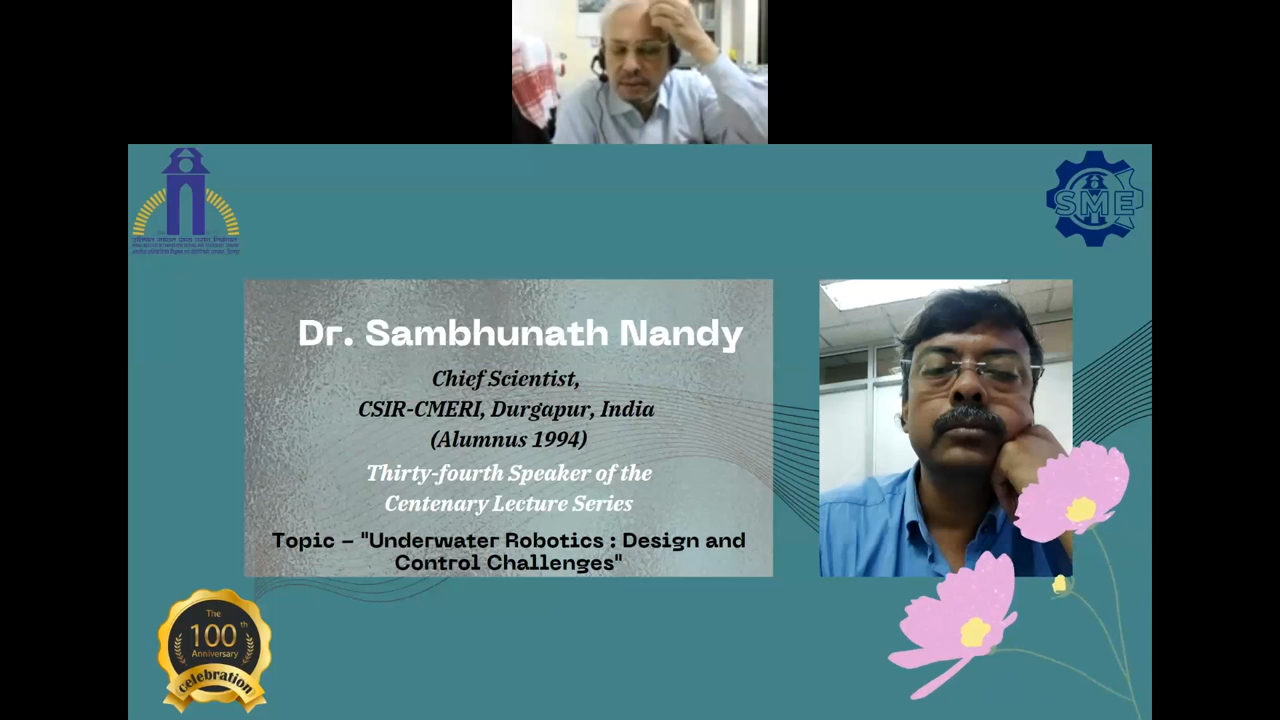 SME
Dr. Sambhunath Nandy
Chief Scientist,
CSIR-CMERI, Durgapur, India
(Alumnus 1994)
Thirty-fourth Speaker of the
Centenary Lecture Series
Topic – "Underwater Robotics : Design and
Control Challenges"
The
100th
Anniversary
celebration